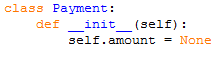 class Payment:
    def __init__(self):
        self.amount = None